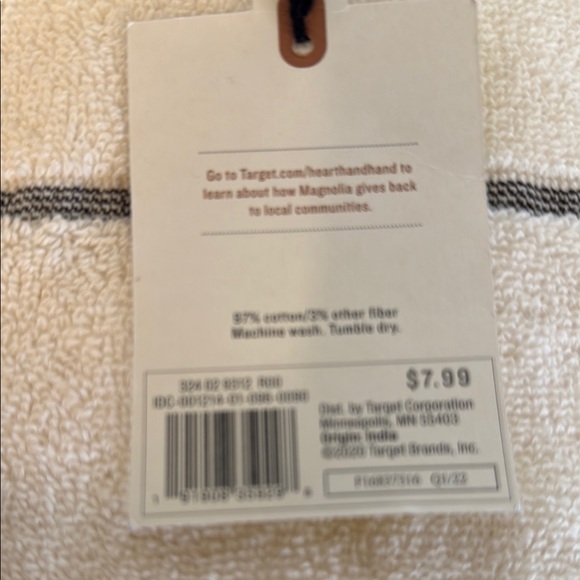 Go to Target.com/hearthandhand to
learn about how Magnolia gives back
to local communities.
97% cotton/3% other fiber
Machine wash. Tumble dry.
$7.99
Dist. by Target Corporation
Minneapolis, MN 55403
Origin: India
©2020 Target Brands, Inc.
Q1/22